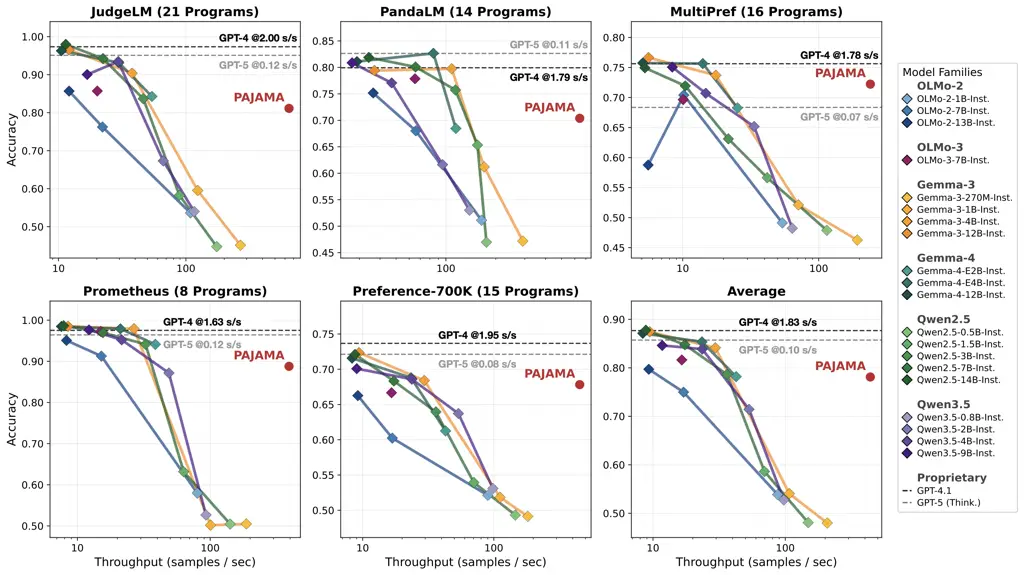 JudgeLM (21 Programs)
1.00
0.90
0.80
0.70
0.60
0.50
10
100
Accuracy
GPT-4 @2.00 s/s
GPT-5 @0.12 s/s
PAJAMA
PandaLM (14 Programs)
0.85
0.80
0.75
0.70
0.65
0.60
0.55
0.50
0.45
100
GPT-5 @0.11 s/s
GPT-4 @1.79 s/s
PAJAMA
MultiPref (16 Programs)
0.80
0.75
0.70
0.65
0.60
0.55
0.50
0.45
10
100
GPT-4 @1.78 s/s
PAJAMA
GPT-5 @0.07 s/s
Prometheus (8 Programs)
1.00
0.90
0.80
0.70
0.60
0.50
10
100
Accuracy
Throughput (samples / sec)
GPT-4 @1.63 s/s
GPT-5 @0.12 s/s
PAJAMA
Preference-700K (15 Programs)
0.75
0.70
0.65
0.60
0.55
0.50
10
100
Throughput (samples / sec)
GPT-4 @1.95 s/s
GPT-5 @0.08 s/s
PAJAMA
Average
0.90
0.80
0.70
0.60
0.50
10
100
Throughput (samples / sec)
GPT-4 @1.83 s/s
GPT-5 @0.10 s/s
PAJAMA
Model Families
OLMo-2
OLMo-2-1B-Inst.
OLMo-2-7B-Inst.
OLMo-2-13B-Inst.
OLMo-3
OLMo-3-7B-Inst.
Gemma-3
Gemma-3-270M-Inst.
Gemma-3-1B-Inst.
Gemma-3-4B-Inst.
Gemma-3-12B-Inst.
Gemma-4
Gemma-4-E2B-Inst.
Gemma-4-E4B-Inst.
Gemma-4-12B-Inst.
Qwen2.5
Qwen2.5-0.5B-Inst.
Qwen2.5-1.5B-Inst.
Qwen2.5-3B-Inst.
Qwen2.5-7B-Inst.
Qwen2.5-14B-Inst.
Qwen3.5
Qwen3.5-0.8B-Inst.
Qwen3.5-2B-Inst.
Qwen3.5-4B-Inst.
Qwen3.5-9B-Inst.
Proprietary
GPT-4.1
GPT-5 (Think.)